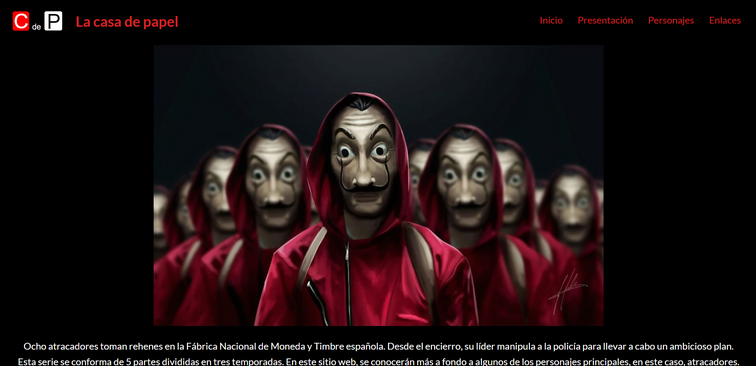 C de P La casa de papel
Inicio Presentación Personajes Enlaces
Ocho atracadores toman rehenes en la Fábrica Nacional de Moneda y Timbre española. Desde el encierro, su líder manipula a la policía para llevar a cabo un ambicioso plan.
Esta serie se conforma de 5 partes divididas en tres temporadas. En este sitio web, se conocerán más a fondo a algunos de los personajes principales, en este caso, atracadores.